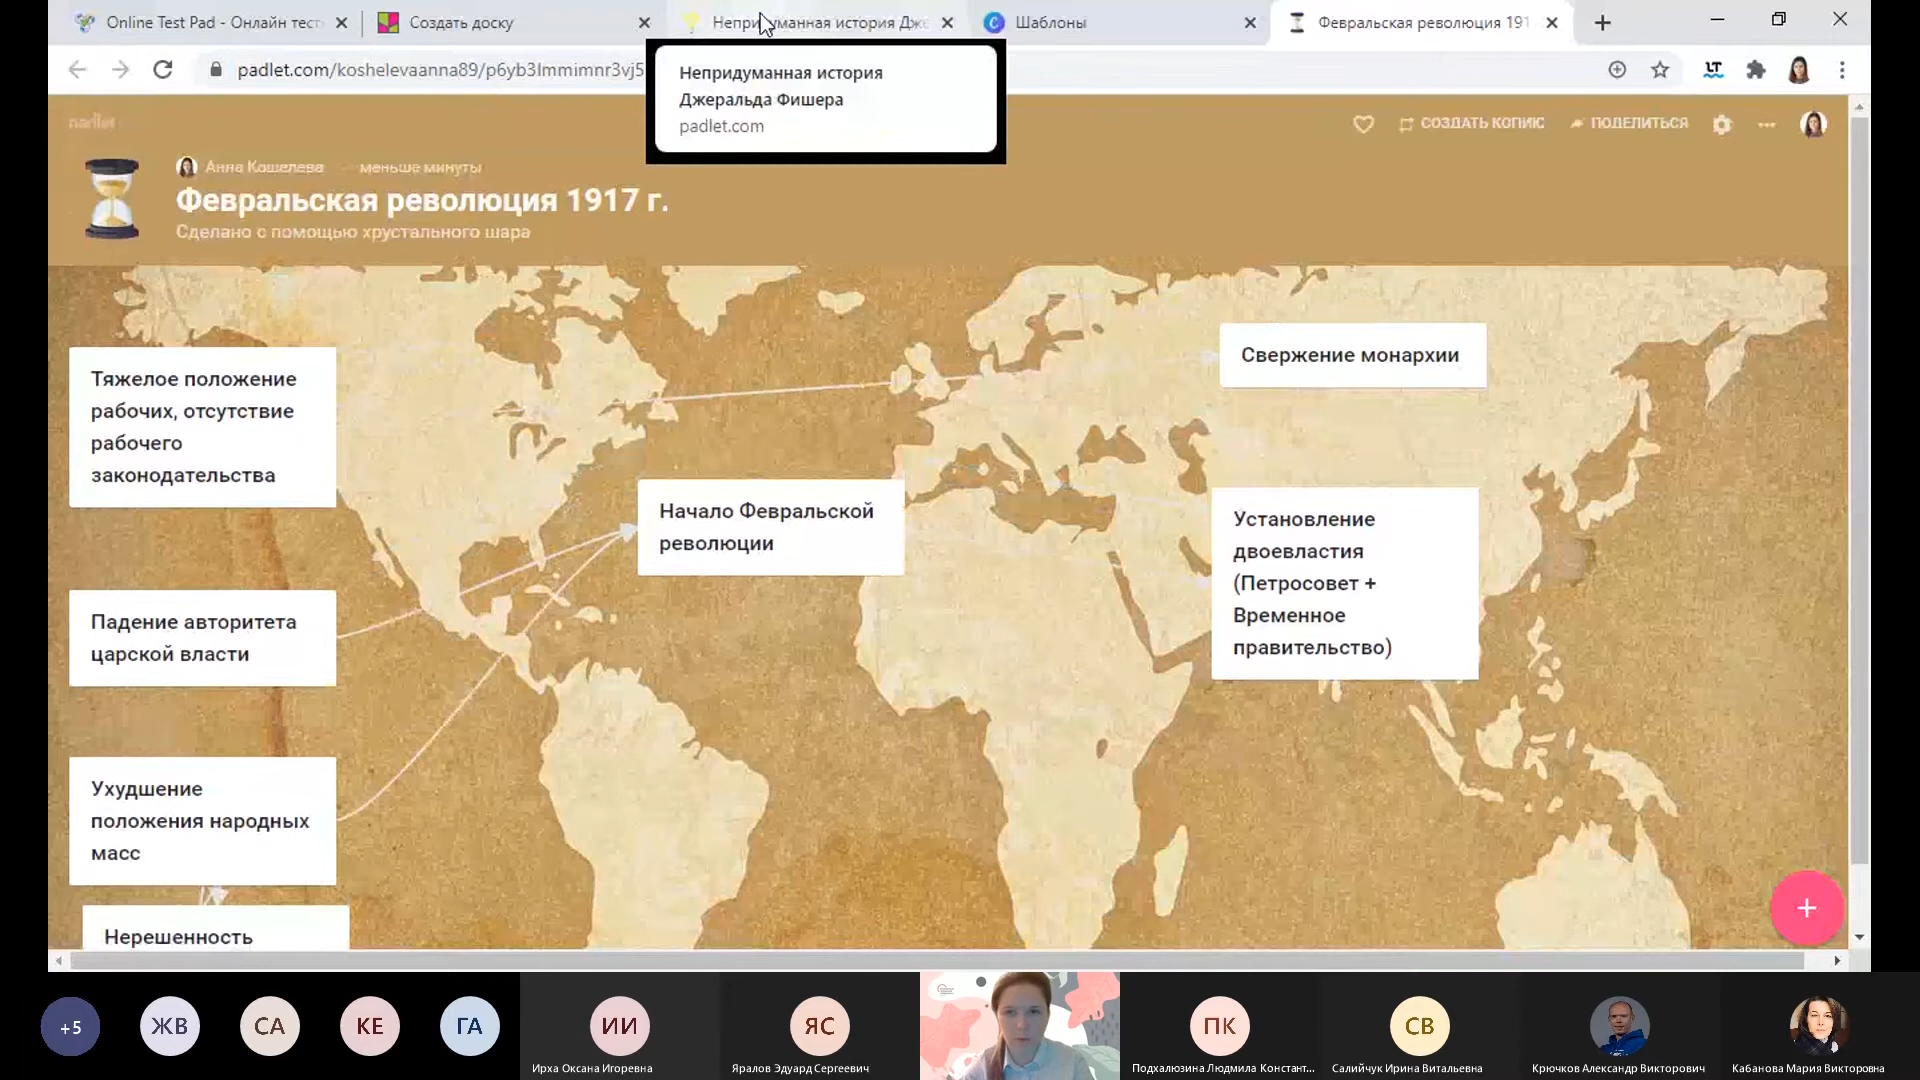 Online Test Pad - Онлайн тест
Создать доску
Непридуманная история Дже
Шаблоны
Февральская революция 191
padlet.com/koshelevaanna89/p6yb3lmmimnr3vj5
Непридуманная история
Джеральда Фишера
padlet.com
padlet
СОЗДАТЬ КОПИЮ
ПОДЕЛИТЬСЯ
Анна Кошелева — меньше минуты
Февральская революция 1917 г.
Сделано с помощью хрустального шара
Тяжелое положение
рабочих, отсутствие
рабочего
законодательства
Падение авторитета
царской власти
Ухудшение
положения народных
масс
Нерешенность
Начало Февральской
революции
Свержение монархии
Установление
двоевластия
(Петросовет +
Временное
правительство)
+5
ЖВ
СА
КЕ
ГА
ИИ
Ирха Оксана Игоревна
ЯС
Яралов Эдуард Сергеевич
ПК
Подхалюзина Людмила Констант...
СВ
Салийчук Ирина Витальевна
Крючков Александр Викторович
Кабанова Мария Викторовна